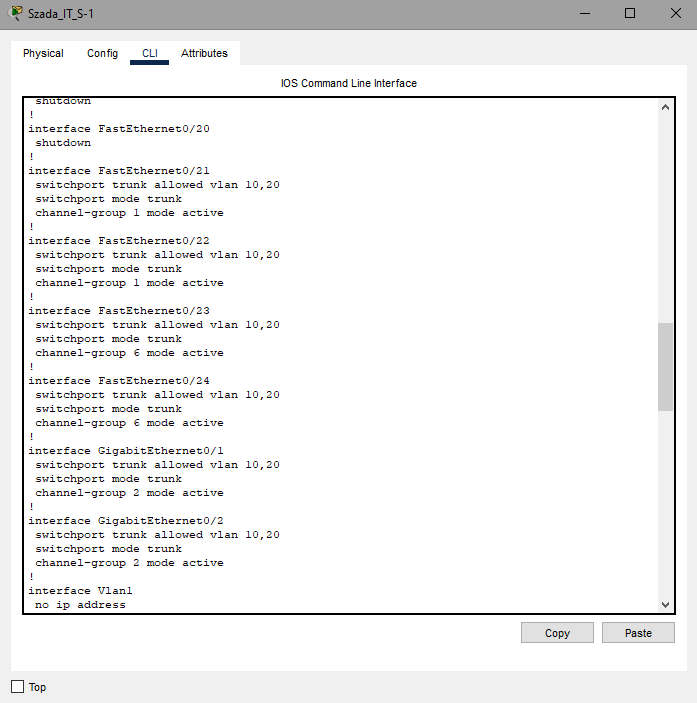 Szada_IT_S-1
Physical Config CLI Attributes
IOS Command Line Interface
shutdown
!
interface FastEthernet0/20
shutdown
!
interface FastEthernet0/21
switchport trunk allowed vlan 10,20
switchport mode trunk
channel-group 1 mode active
!
interface FastEthernet0/22
switchport trunk allowed vlan 10,20
switchport mode trunk
channel-group 1 mode active
!
interface FastEthernet0/23
switchport trunk allowed vlan 10,20
switchport mode trunk
channel-group 6 mode active
!
interface FastEthernet0/24
switchport trunk allowed vlan 10,20
switchport mode trunk
channel-group 6 mode active
!
interface GigabitEthernet0/1
switchport trunk allowed vlan 10,20
switchport mode trunk
channel-group 2 mode active
!
interface GigabitEthernet0/2
switchport trunk allowed vlan 10,20
switchport mode trunk
channel-group 2 mode active
!
interface Vlan1
no ip address
Copy Paste
Top